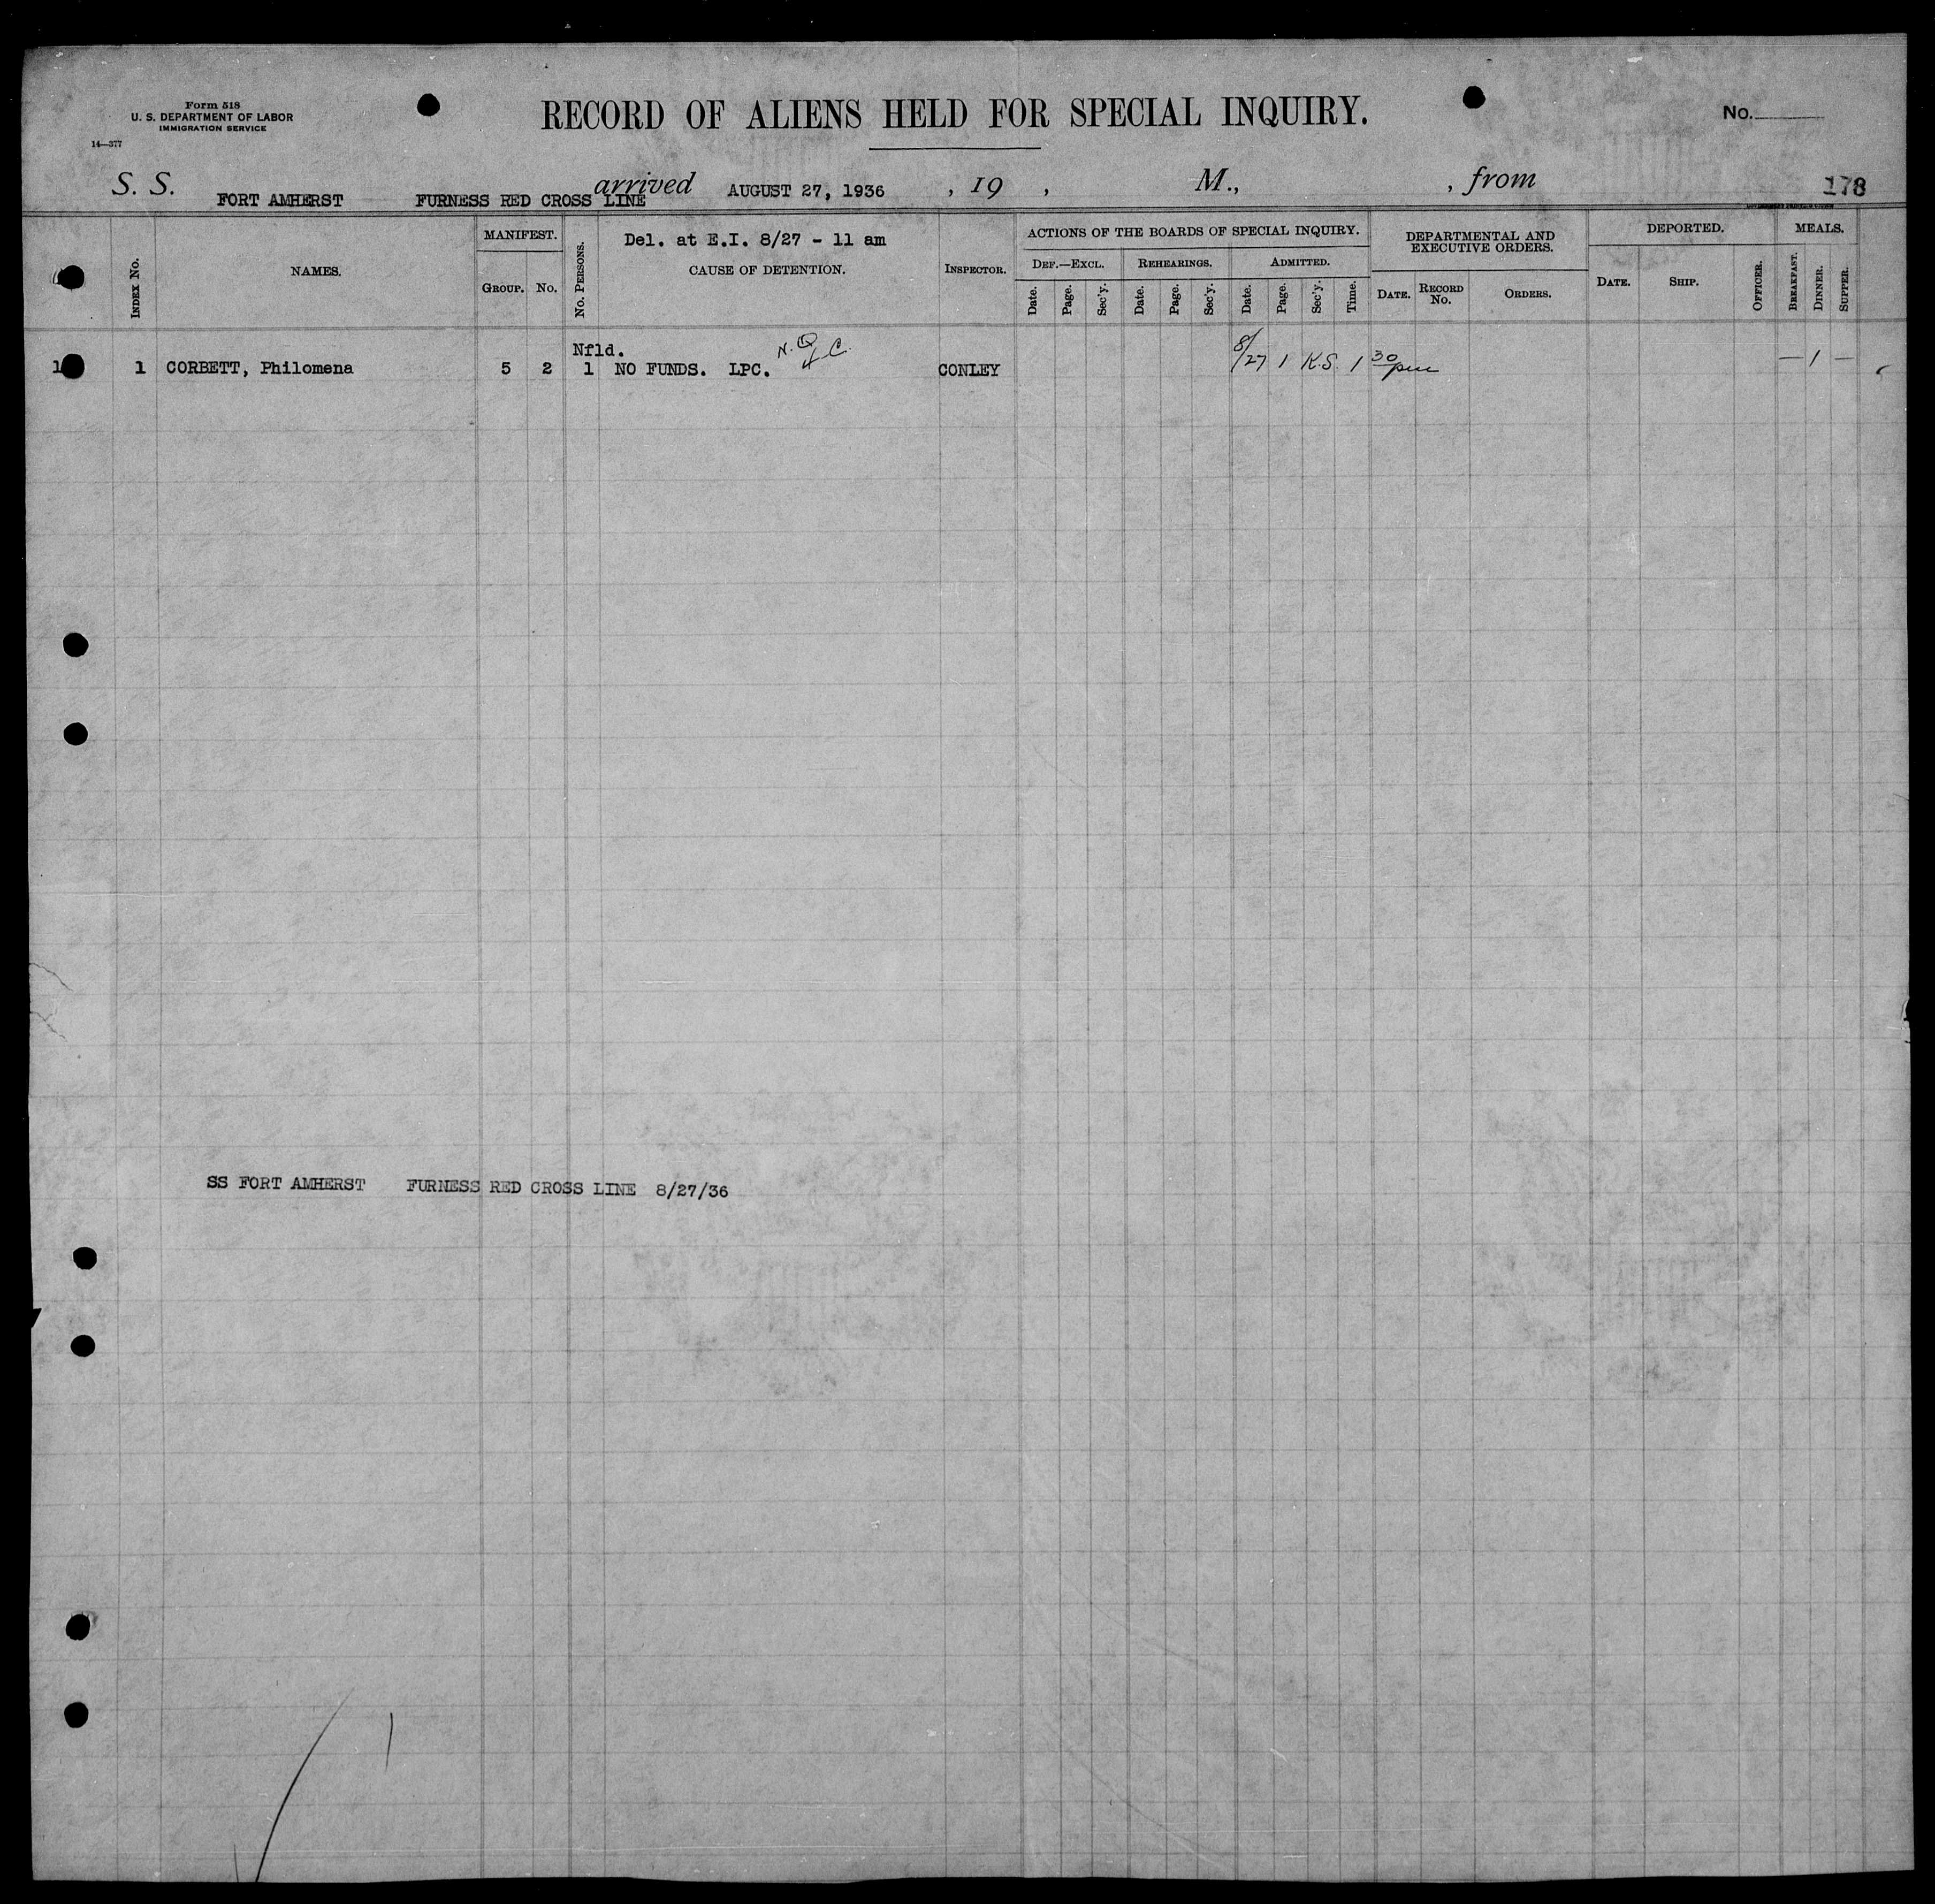 Form 518
U. S. DEPARTMENT OF LABOR
IMMIGRATION SERVICE
14—377
RECORD OF ALIENS HELD FOR SPECIAL INQUIRY.
No.
S. S. FORT AMHERST FURNESS RED CROSS LINE arrived AUGUST 27, 1936 , 19 , M., , from 178
INDEX No.
NAMES.
MANIFEST.
GROUP. No.
No. PERSONS.
Del. at E.I. 8/27 - 11 am
CAUSE OF DETENTION.
INSPECTOR.
ACTIONS OF THE BOARDS OF SPECIAL INQUIRY.
DEF.—EXCL. REHEARINGS. ADMITTED.
Date. Page. Sec'y. Date. Page. Sec'y. Date. Page. Sec'y. Time.
DEPARTMENTAL AND
EXECUTIVE ORDERS.
DATE. RECORD No. ORDERS.
DEPORTED.
DATE. SHIP. OFFICER.
MEALS.
BREAKFAST. DINNER. SUPPER.
Nfld.
1 1 CORBETT, Philomena 5 2 1 NO FUNDS. LPC. CONLEY 8/27 1 K.S. 1 30 pm — 1 —
SS FORT AMHERST FURNESS RED CROSS LINE 8/27/36